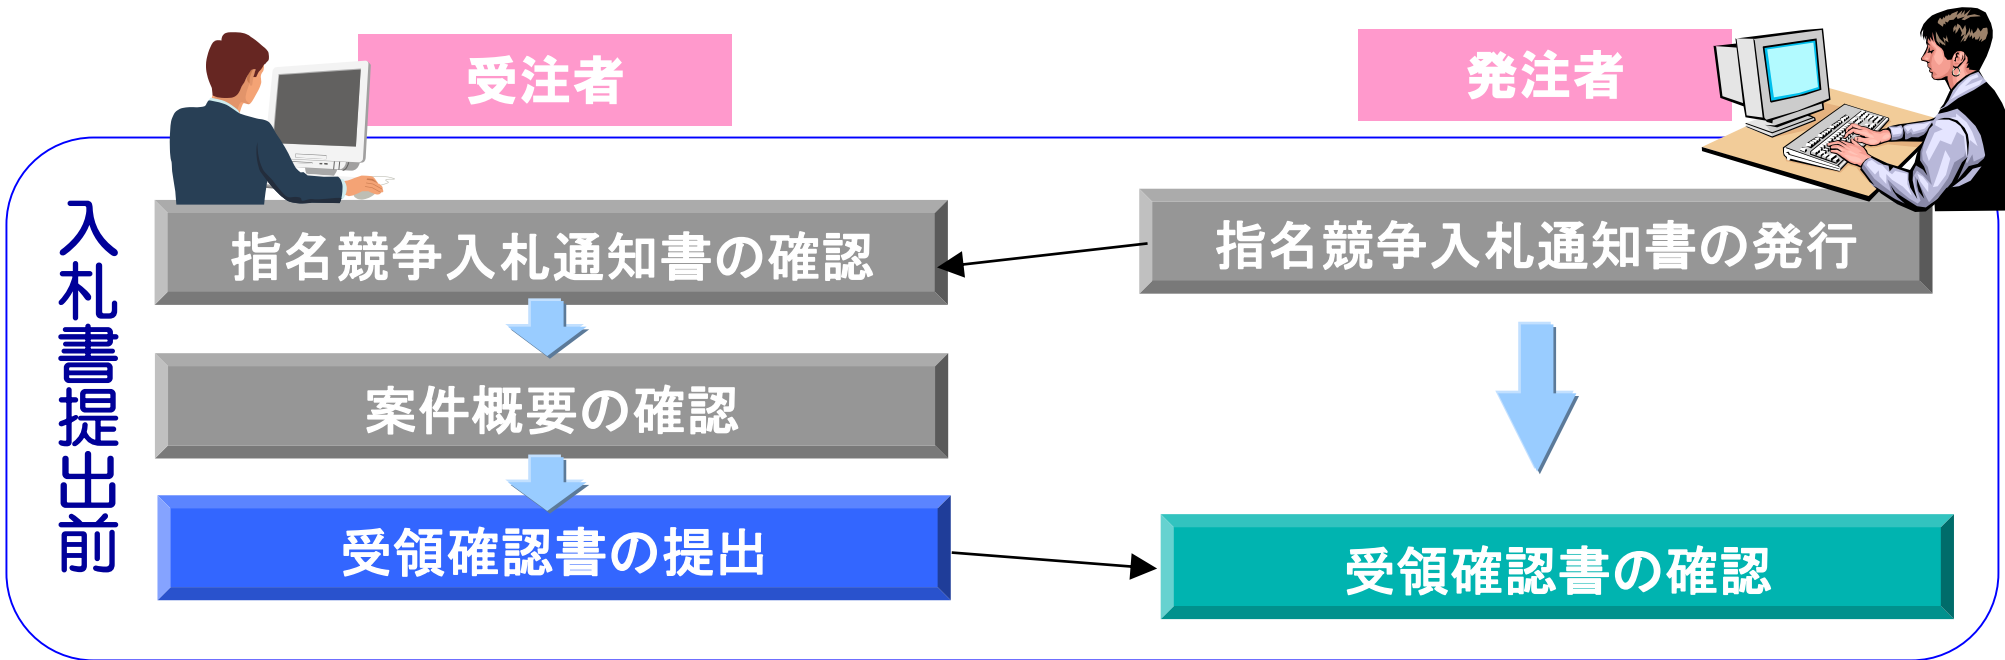 受注者
発注者
入札書提出前
指名競争入札通知書の確認
指名競争入札通知書の発行
案件概要の確認
受領確認書の提出
受領確認書の確認